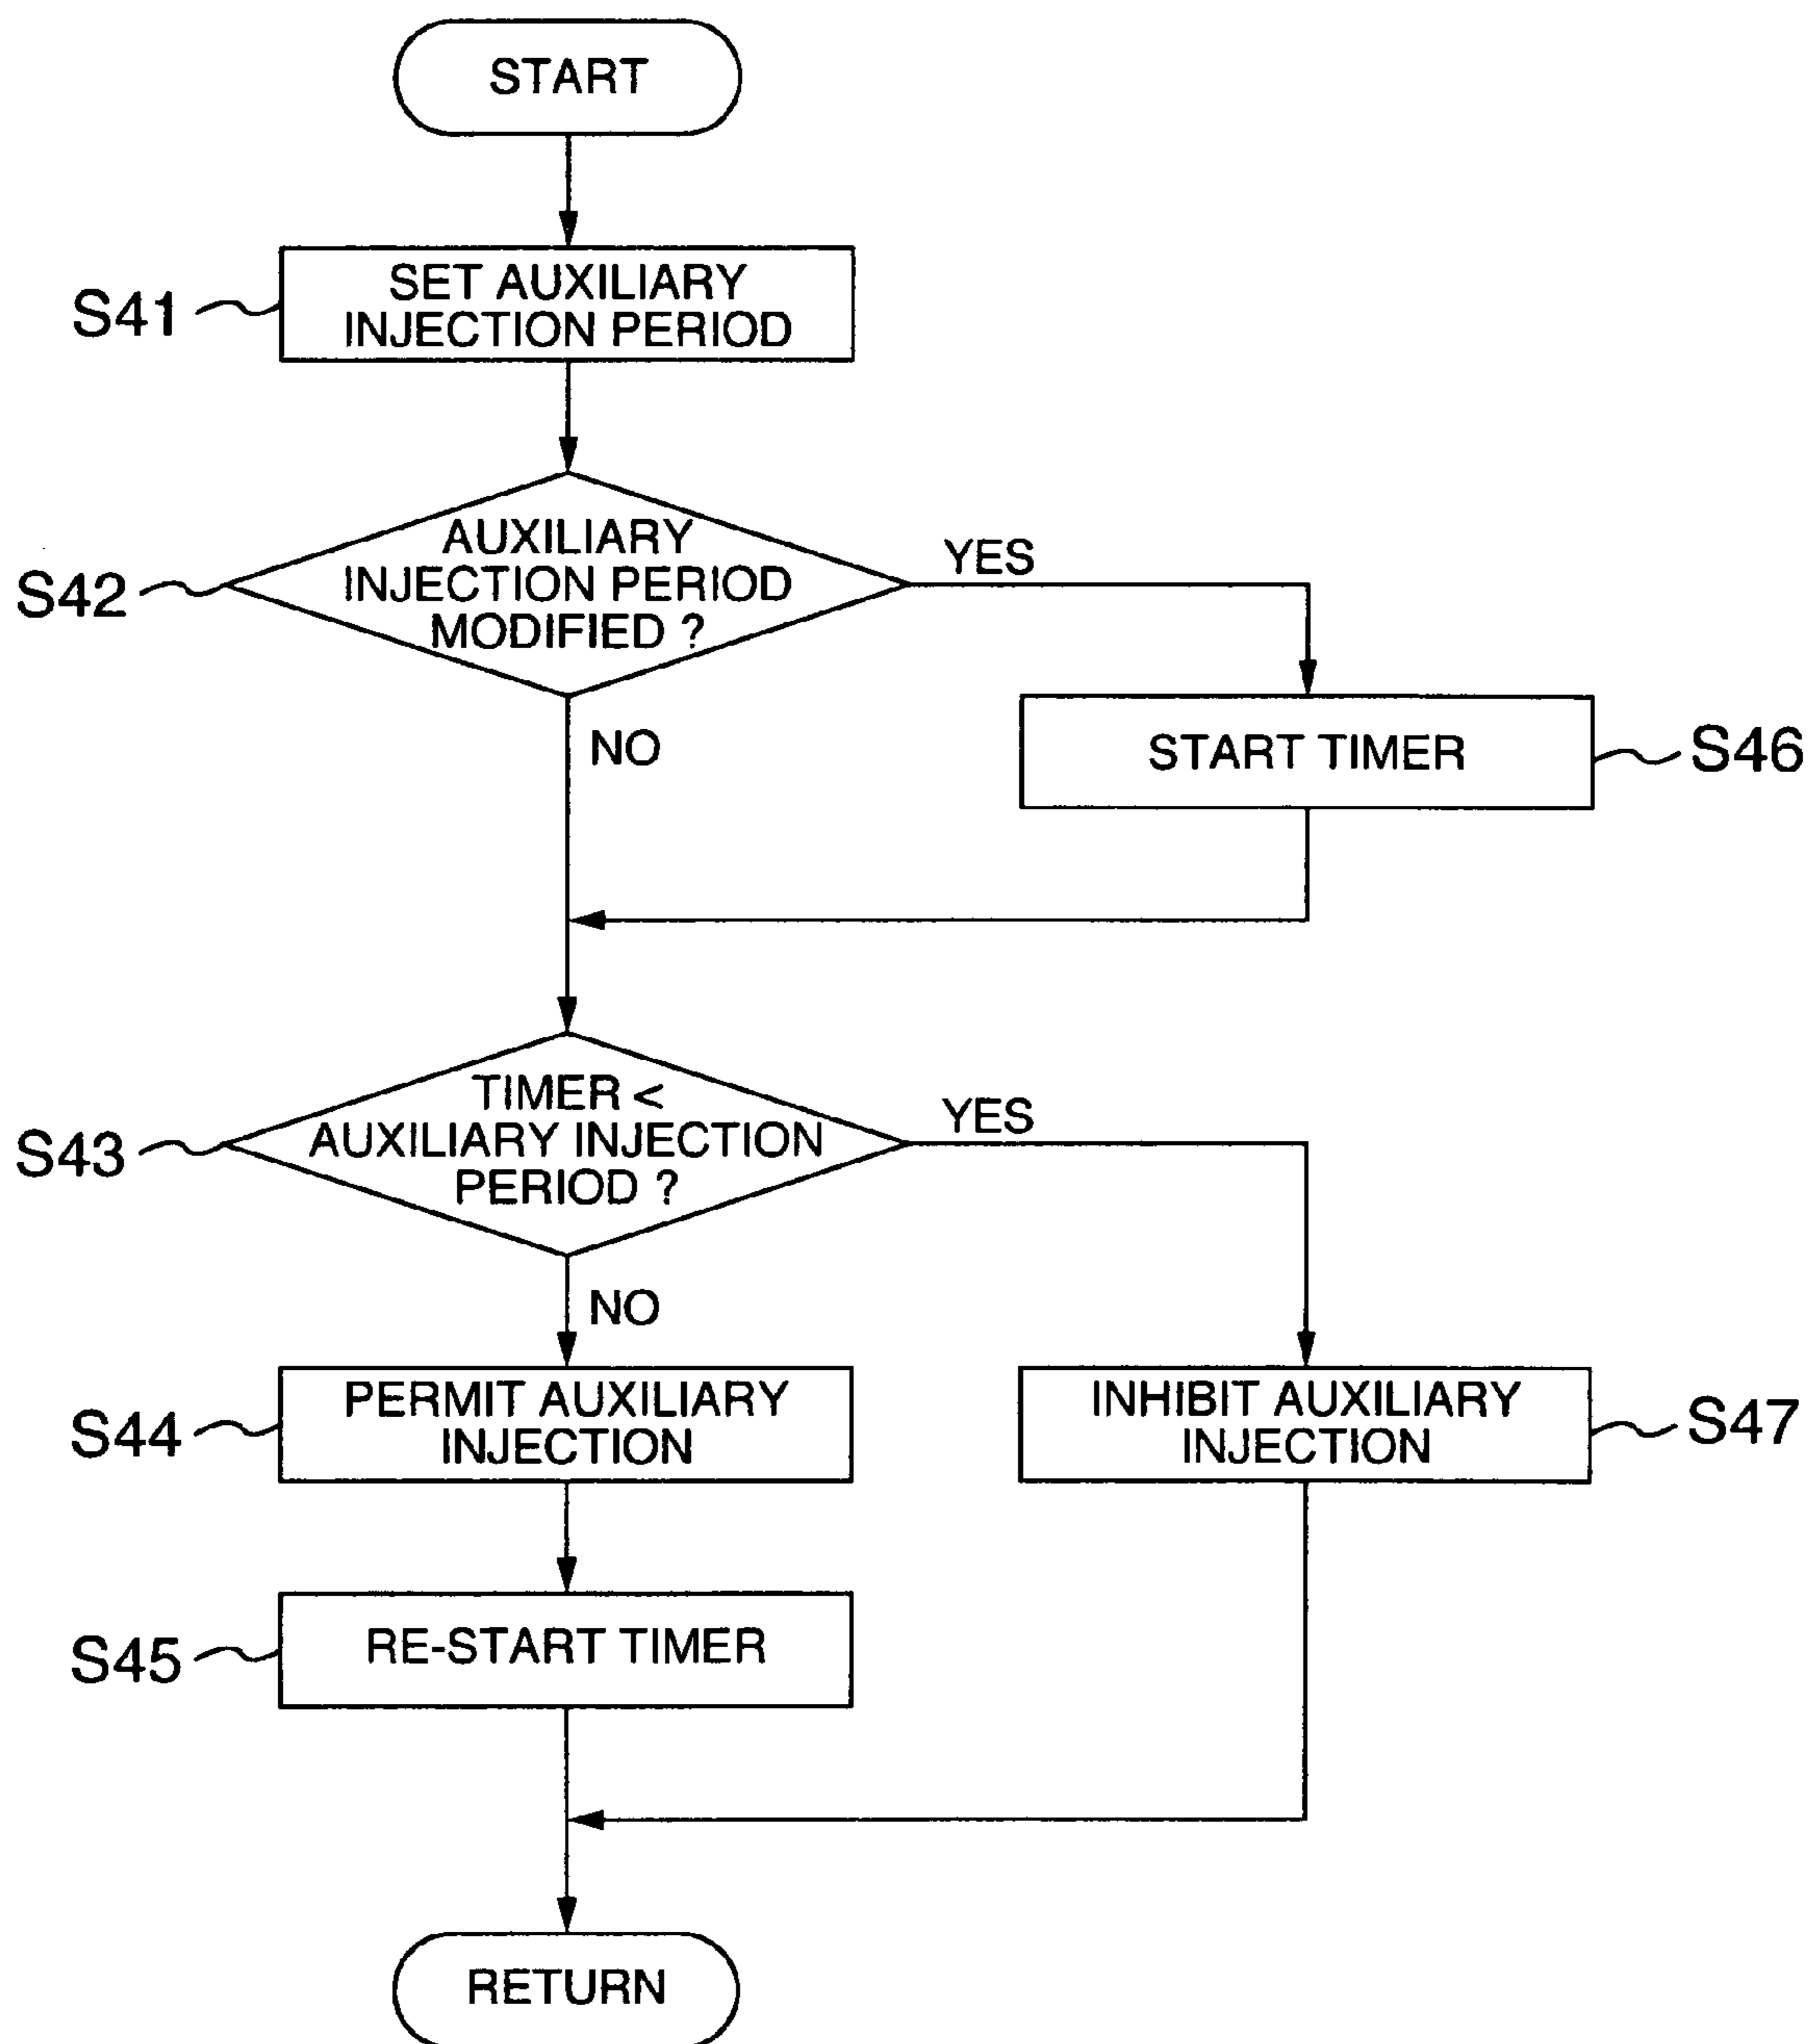 START
S41
SET AUXILIARY
INJECTION PERIOD
S42
AUXILIARY
INJECTION PERIOD
MODIFIED ?
YES
NO
START TIMER
S46
S43
TIMER <
AUXILIARY INJECTION
PERIOD ?
YES
NO
S44
PERMIT AUXILIARY
INJECTION
INHIBIT AUXILIARY
INJECTION
S47
S45
RE-START TIMER
RETURN